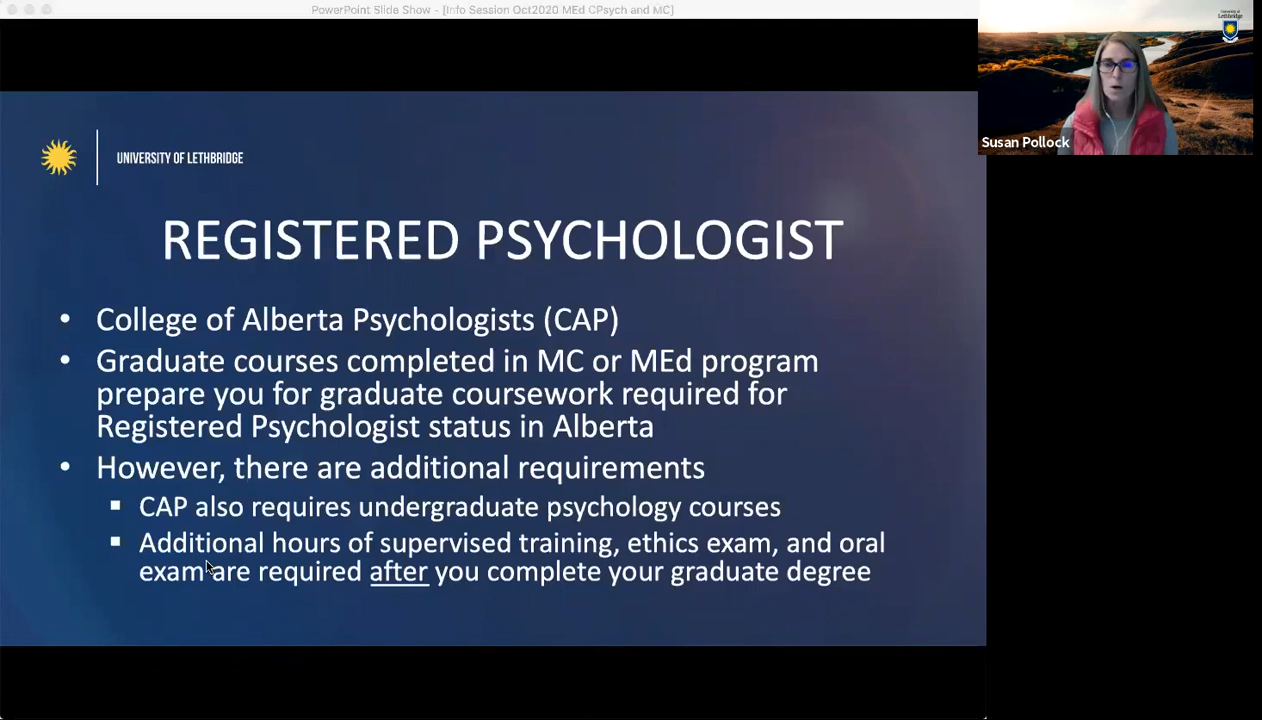 PowerPoint Slide Show - [Info Session Oct2020 MEd CPsych and MC]
University of
Lethbridge
Susan Pollock
UNIVERSITY OF LETHBRIDGE
REGISTERED PSYCHOLOGIST
• College of Alberta Psychologists (CAP)
• Graduate courses completed in MC or MEd program
prepare you for graduate coursework required for
Registered Psychologist status in Alberta
• However, there are additional requirements
▪ CAP also requires undergraduate psychology courses
▪ Additional hours of supervised training, ethics exam, and oral
exam are required after you complete your graduate degree